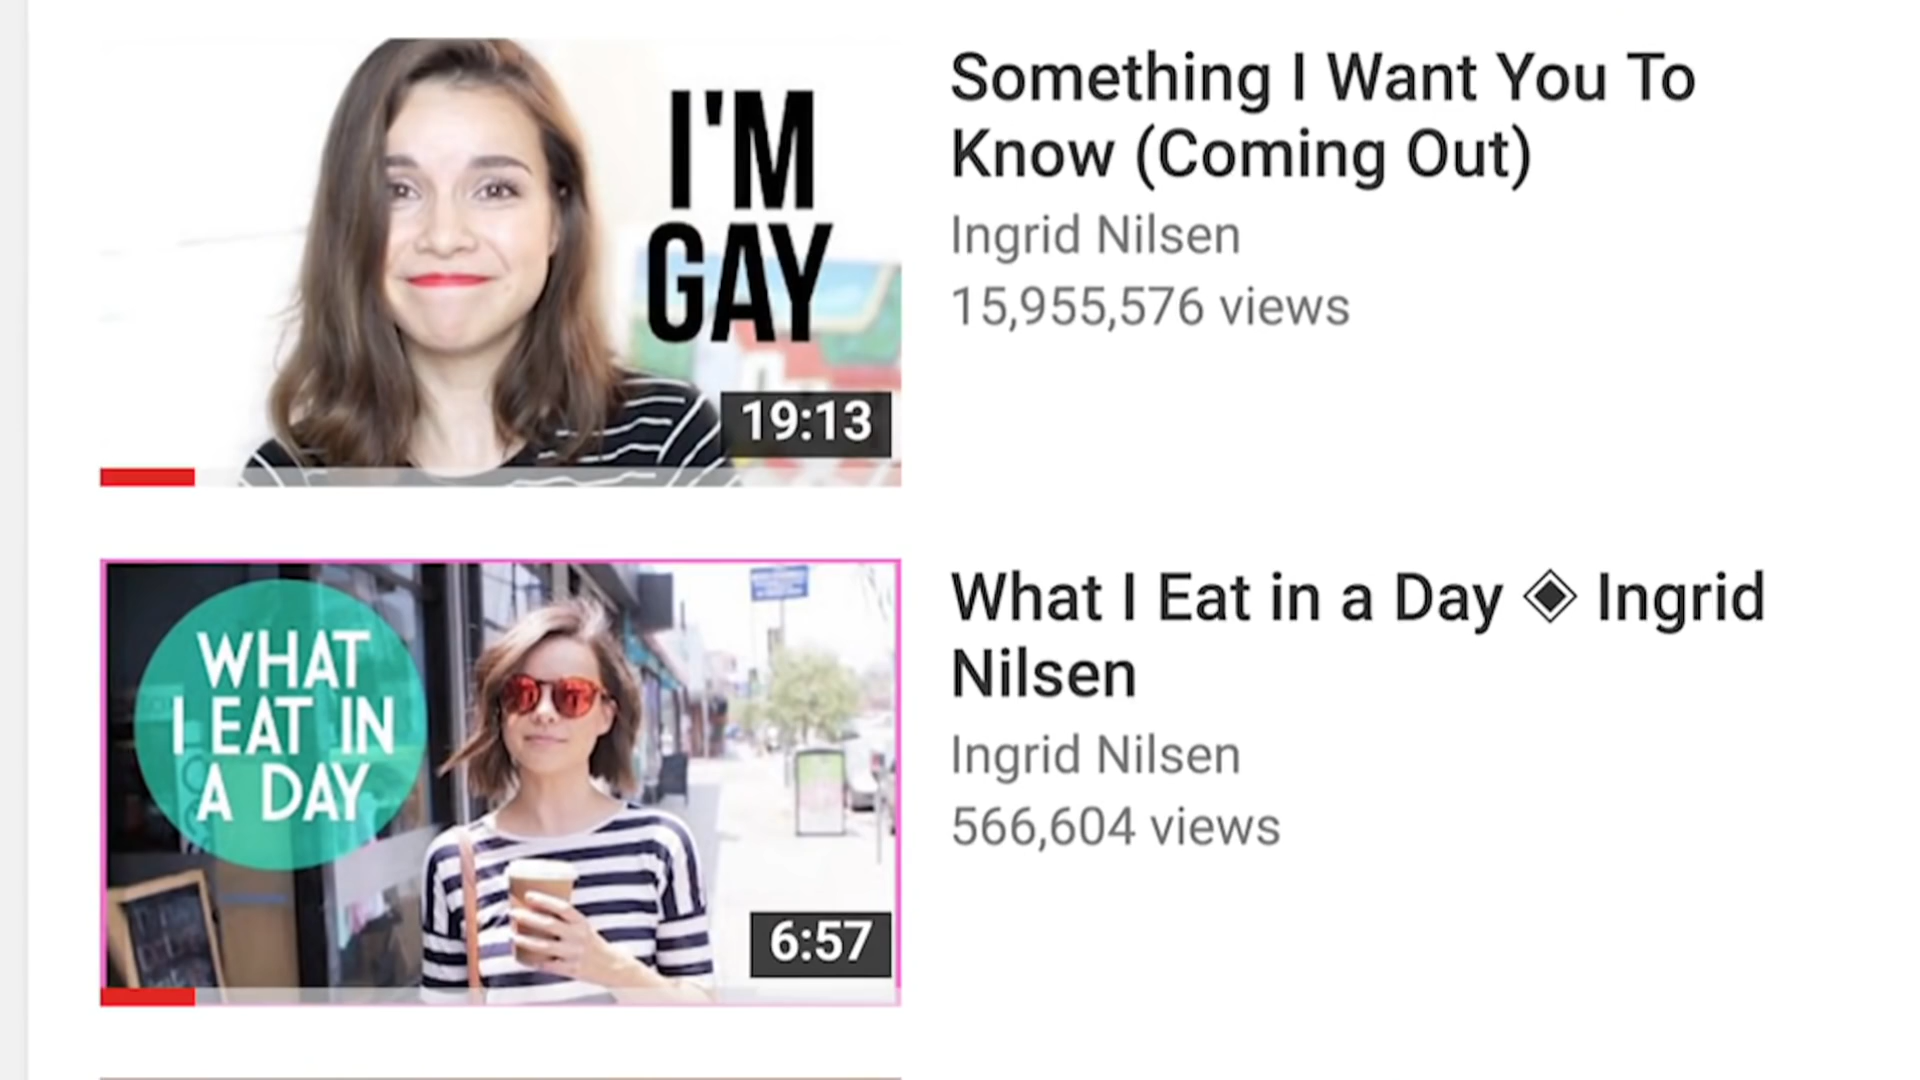 I'M
GAY
19:13
Something I Want You To
Know (Coming Out)
Ingrid Nilsen
15,955,576 views
WHAT
I EAT IN
A DAY
6:57
What I Eat in a Day ◈ Ingrid
Nilsen
Ingrid Nilsen
566,604 views